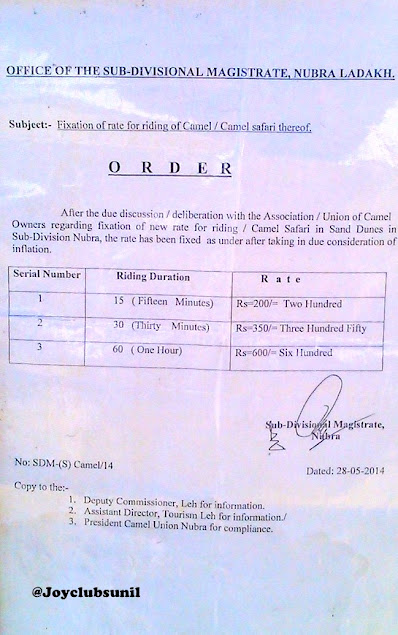 OFFICE OF THE SUB-DIVISIONAL MAGISTRATE, NUBRA LADAKH.
Subject:- Fixation of rate for riding of Camel / Camel safari thereof.
O R D E R
After the due discussion / deliberation with the Association / Union of Camel
Owners regarding fixation of new rate for riding / Camel Safari in Sand Dunes in
Sub-Division Nubra, the rate has been fixed as under after taking in due consideration of
inflation.
Serial Number Riding Duration R a t e
1 15 ( Fifteen Minutes) Rs=200/= Two Hundred
2 30 (Thirty Minutes) Rs=350/= Three Hundred Fifty
3 60 ( One Hour) Rs=600/= Six Hundred
Sub-Divisional Magistrate,
Nubra
No: SDM-(S) Camel/14
Dated: 28-05-2014
Copy to the:-
1. Deputy Commissioner, Leh for information.
2. Assistant Director, Tourism Leh for information./
3. President Camel Union Nubra for compliance.
@Joyclubsunil